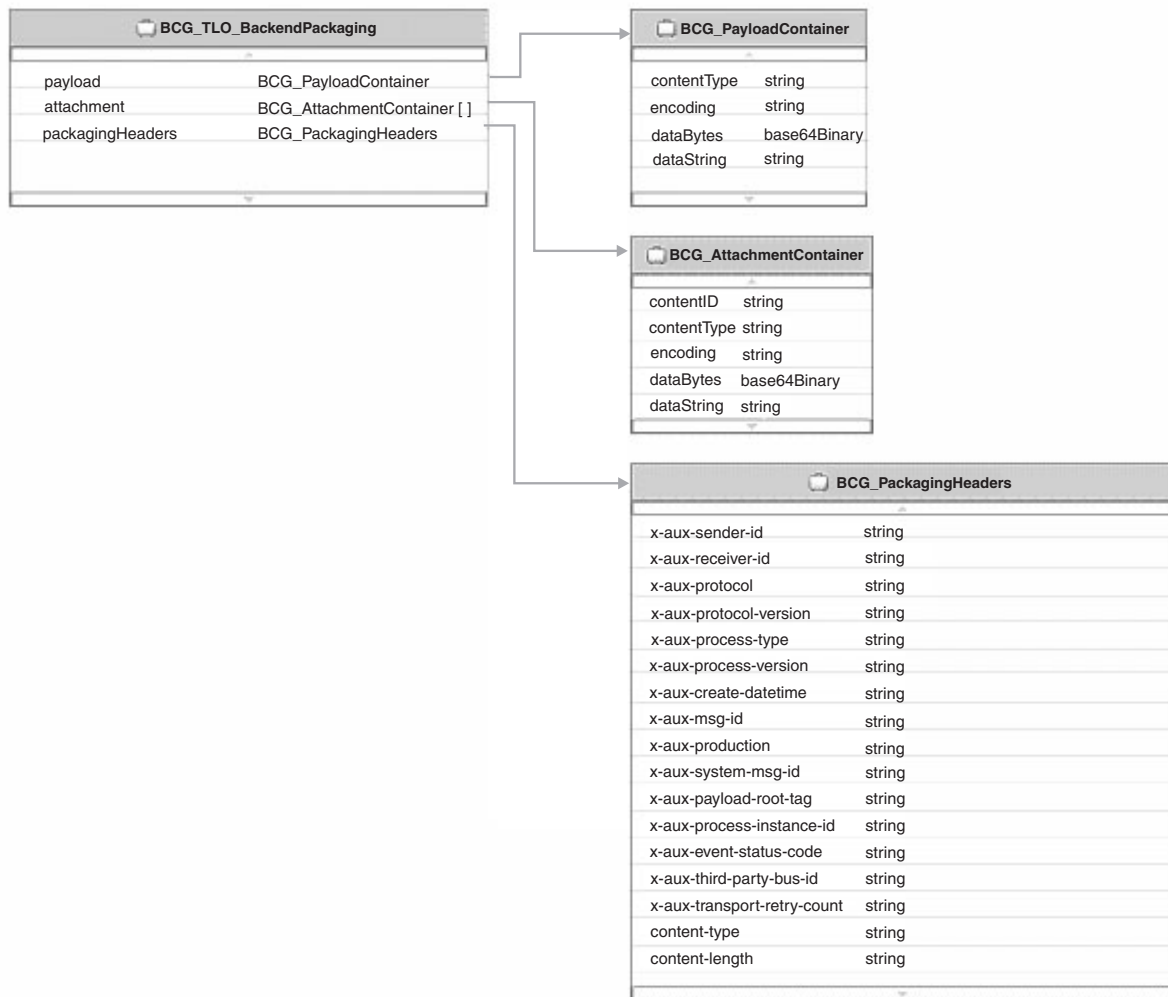 BCG_TLO_BackendPackaging
payload BCG_PayloadContainer
attachment BCG_AttachmentContainer [ ]
packagingHeaders BCG_PackagingHeaders
BCG_PayloadContainer
contentType string
encoding string
dataBytes base64Binary
dataString string
BCG_AttachmentContainer
contentID string
contentType string
encoding string
dataBytes base64Binary
dataString string
BCG_PackagingHeaders
x-aux-sender-id string
x-aux-receiver-id string
x-aux-protocol string
x-aux-protocol-version string
x-aux-process-type string
x-aux-process-version string
x-aux-create-datetime string
x-aux-msg-id string
x-aux-production string
x-aux-system-msg-id string
x-aux-payload-root-tag string
x-aux-process-instance-id string
x-aux-event-status-code string
x-aux-third-party-bus-id string
x-aux-transport-retry-count string
content-type string
content-length string